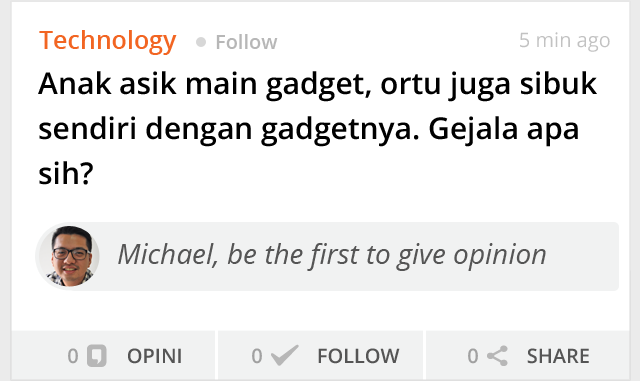 Technology Follow 5 min ago
Anak asik main gadget, ortu juga sibuk
sendiri dengan gadgetnya. Gejala apa
sih?
Michael, be the first to give opinion
0 OPINI 0 FOLLOW 0 SHARE